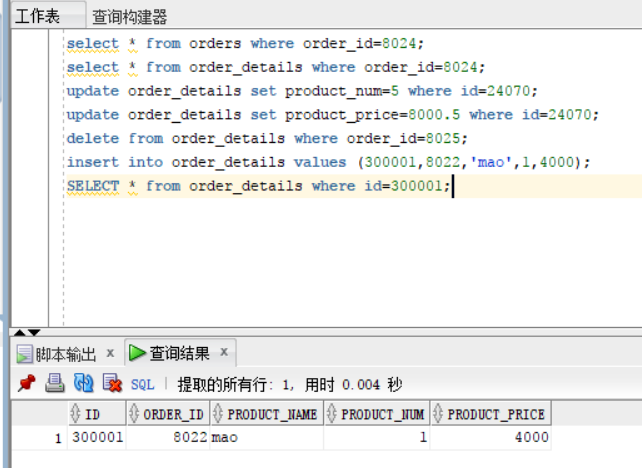 工作表 查询构建器
select * from orders where order_id=8024;
select * from order_details where order_id=8024;
update order_details set product_num=5 where id=24070;
update order_details set product_price=8000.5 where id=24070;
delete from order_details where order_id=8025;
insert into order_details values (300001,8022,'mao',1,4000);
SELECT * from order_details where id=300001;
脚本输出 x 查询结果 x
SQL | 提取的所有行: 1, 用时 0.004 秒
ID ORDER_ID PRODUCT_NAME PRODUCT_NUM PRODUCT_PRICE
1 300001 8022 mao 1 4000